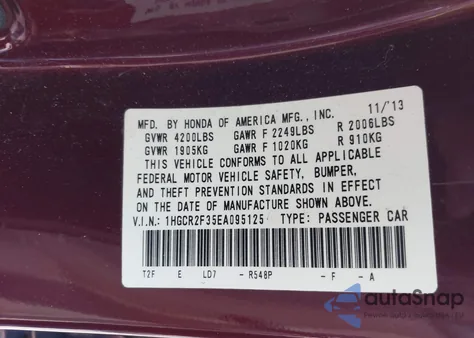 MFD. BY HONDA OF AMERICA MFG., INC. 11/'13
GVWR 4200LBS GAWR F 2249LBS R 2006LBS
GVWR 1905KG GAWR F 1020KG R 910KG
THIS VEHICLE CONFORMS TO ALL APPLICABLE
FEDERAL MOTOR VEHICLE SAFETY, BUMPER,
AND THEFT PREVENTION STANDARDS IN EFFECT
ON THE DATE OF MANUFACTURE SHOWN ABOVE.
V.I.N.: 1HGCR2F35EA095125 TYPE: PASSENGER CAR
T2F E LD7 - R548P - F - A
autoSnap